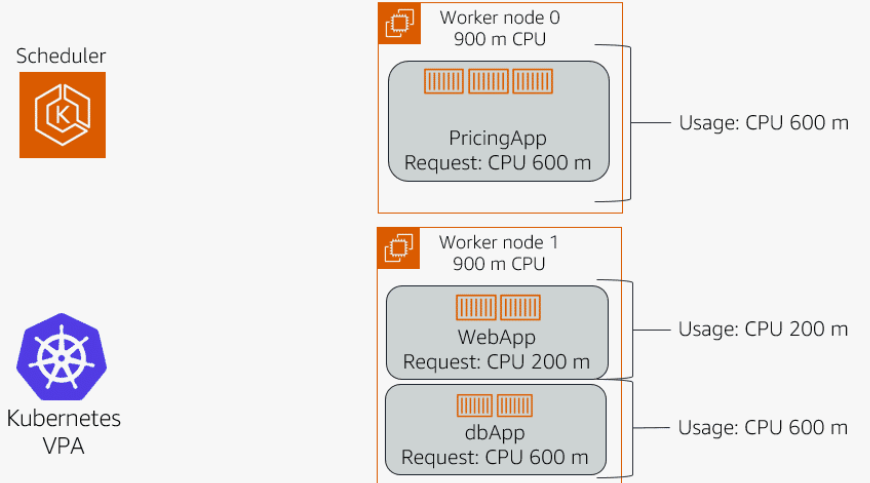 Scheduler
K
Worker node 0
900 m CPU
PricingApp
Request: CPU 600 m
Usage: CPU 600 m
Worker node 1
900 m CPU
WebApp
Request: CPU 200 m
Usage: CPU 200 m
dbApp
Request: CPU 600 m
Usage: CPU 600 m
Kubernetes
VPA